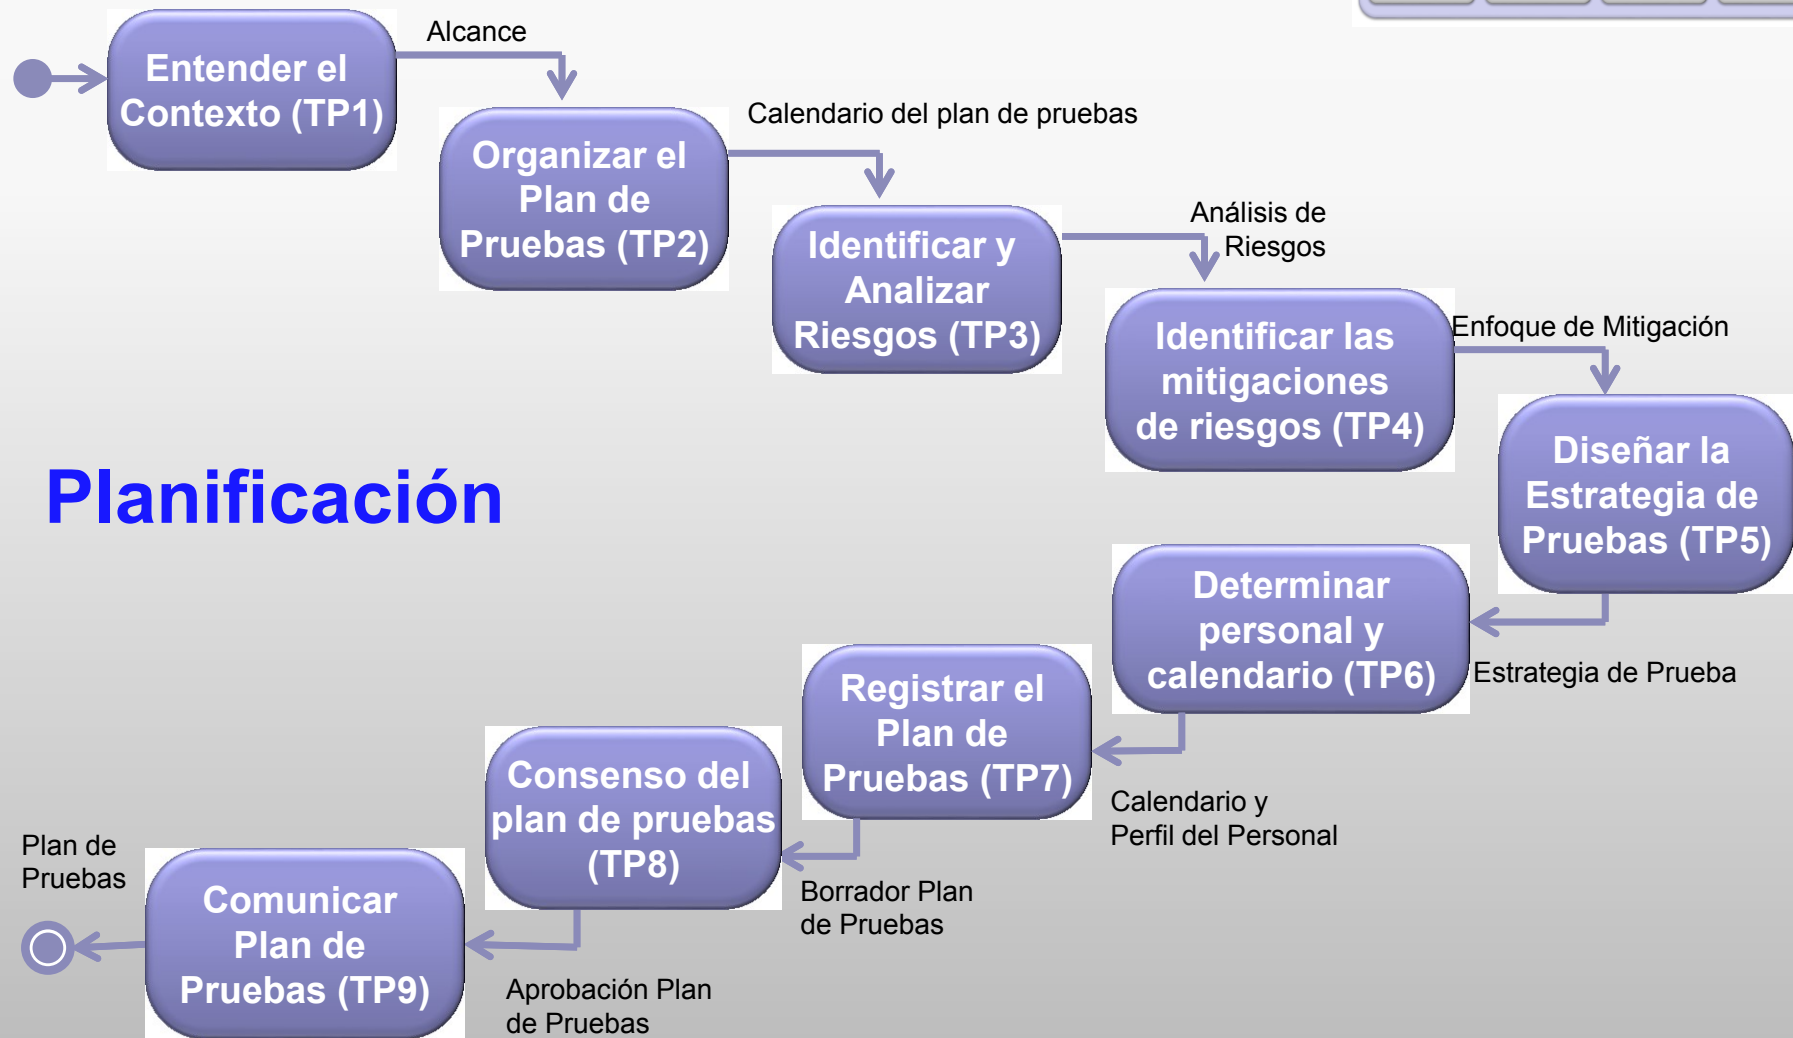 Entender el
Contexto (TP1)
Alcance
Organizar el
Plan de
Pruebas (TP2)
Calendario del plan de pruebas
Identificar y
Analizar
Riesgos (TP3)
Análisis de
Riesgos
Identificar las
mitigaciones
de riesgos (TP4)
Enfoque de Mitigación
Diseñar la
Estrategia de
Pruebas (TP5)
Planificación
Estrategia de Prueba
Determinar
personal y
calendario (TP6)
Calendario y
Perfil del Personal
Registrar el
Plan de
Pruebas (TP7)
Borrador Plan
de Pruebas
Consenso del
plan de pruebas
(TP8)
Aprobación Plan
de Pruebas
Comunicar
Plan de
Pruebas (TP9)
Plan de
Pruebas